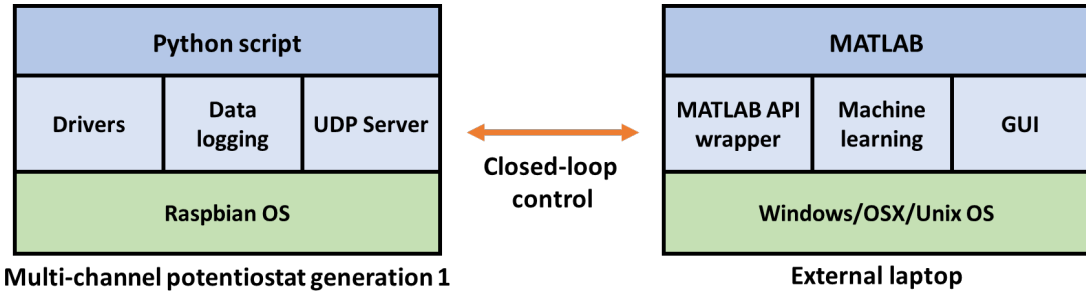 Python script
Drivers
Data
logging
UDP Server
Raspbian OS
Multi-channel potentiostat generation 1
Closed-loop
control
MATLAB
MATLAB API
wrapper
Machine
learning
GUI
Windows/OSX/Unix OS
External laptop